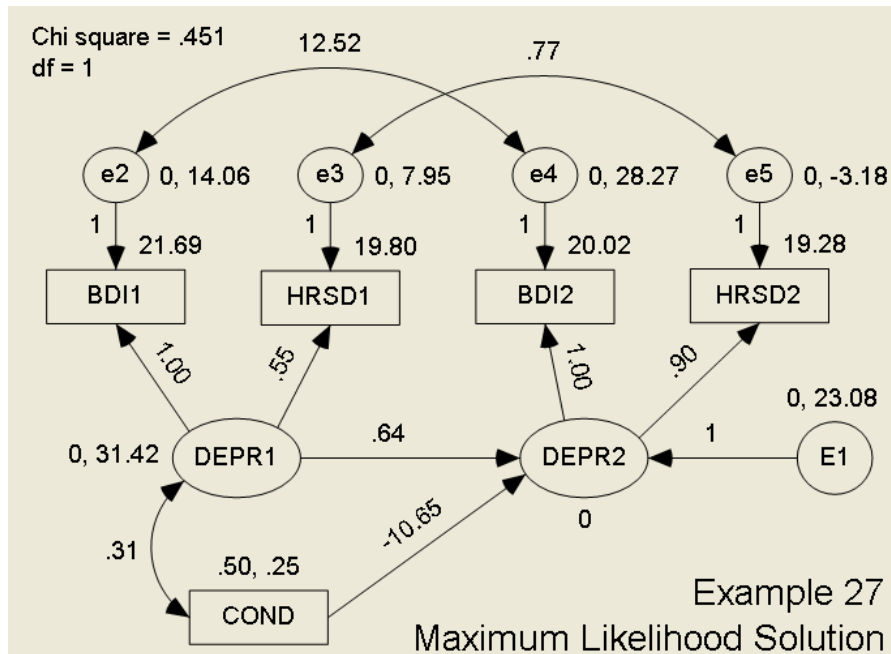 Chi square = .451
df = 1
12.52
.77
e2
0, 14.06
e3
0, 7.95
e4
0, 28.27
e5
0, -3.18
1
21.69
1
19.80
1
20.02
1
19.28
BDI1
HRSD1
BDI2
HRSD2
1.00
.55
1.00
.90
0, 23.08
0, 31.42
DEPR1
.64
DEPR2
1
E1
0
.31
-10.65
.50, .25
COND
Example 27
Maximum Likelihood Solution